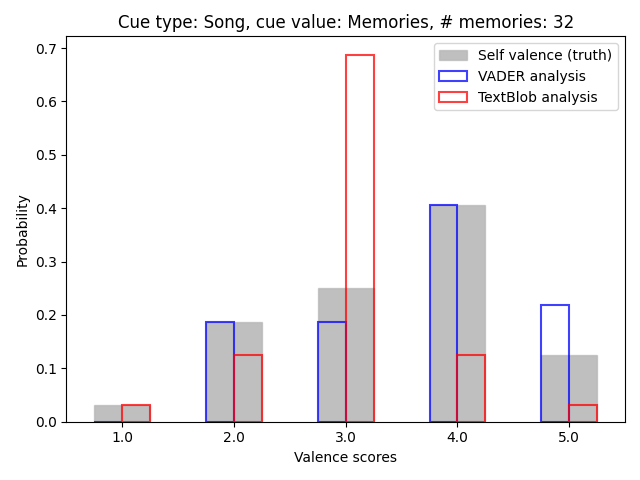 Cue type: Song, cue value: Memories, # memories: 32
Self valence (truth)
VADER analysis
TextBlob analysis
Probability
0.7
0.6
0.5
0.4
0.3
0.2
0.1
0.0
1.0 2.0 3.0 4.0 5.0
Valence scores